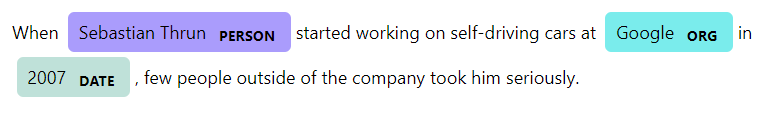 When Sebastian Thrun PERSON started working on self-driving cars at Google ORG in
2007 DATE , few people outside of the company took him seriously.